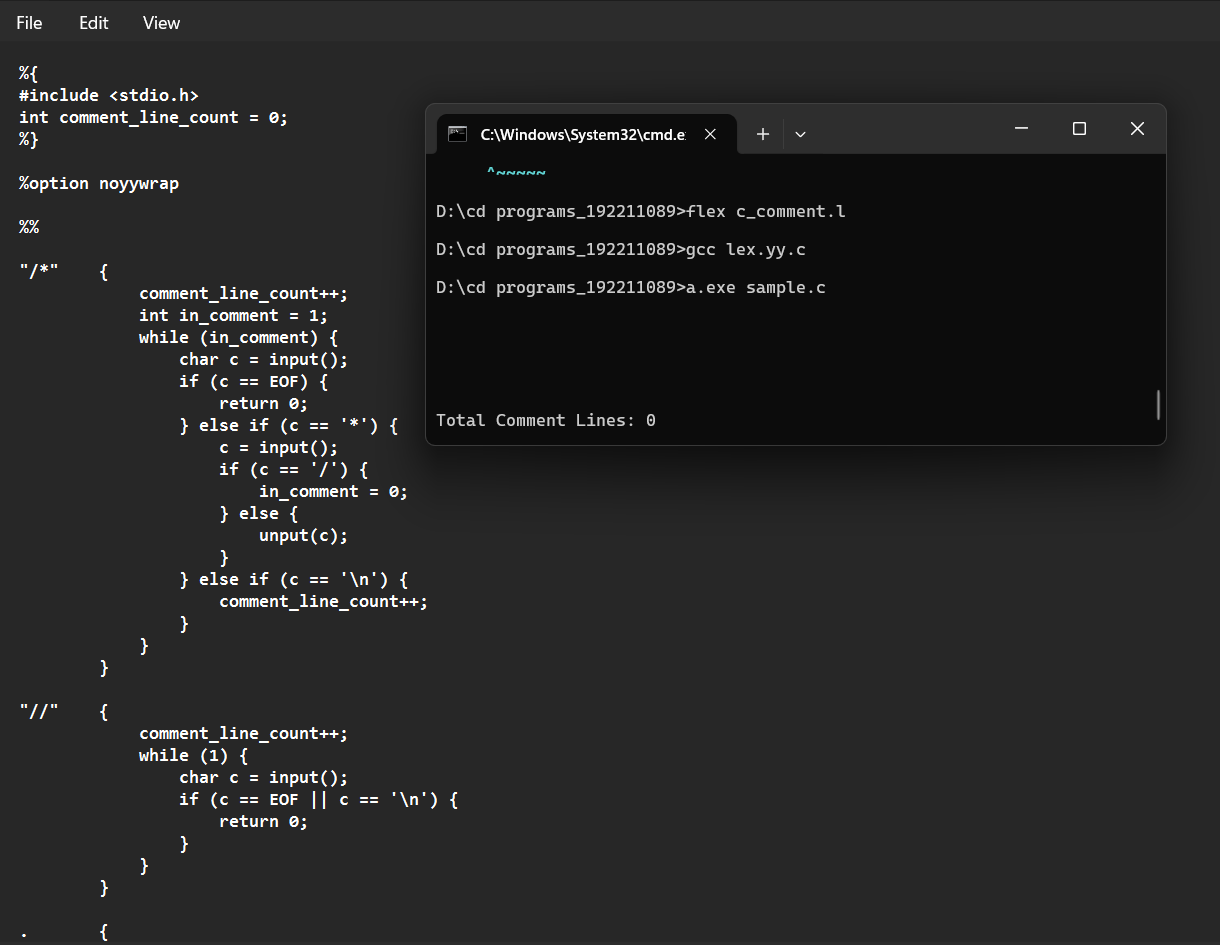 File Edit View
%{
#include <stdio.h>
int comment_line_count = 0;
%}
%option noyywrap
%%
"/*"    {
            comment_line_count++;
            int in_comment = 1;
            while (in_comment) {
                char c = input();
                if (c == EOF) {
                    return 0;
                } else if (c == '*') {
                    c = input();
                    if (c == '/') {
                        in_comment = 0;
                    } else {
                        unput(c);
                    }
                } else if (c == '\n') {
                    comment_line_count++;
                }
            }
        }
"//"    {
            comment_line_count++;
            while (1) {
                char c = input();
                if (c == EOF || c == '\n') {
                    return 0;
                }
            }
        }
.       {
C:\Windows\System32\cmd.e
^~~~~~
D:\cd programs_192211089>flex c_comment.l
D:\cd programs_192211089>gcc lex.yy.c
D:\cd programs_192211089>a.exe sample.c
Total Comment Lines: 0